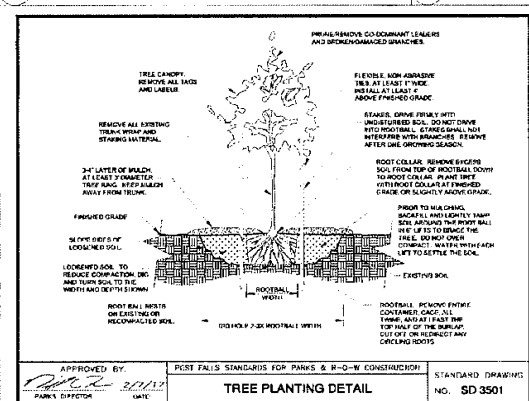 PRUNE/REMOVE CO-DOMINANT LEADERS
AND BROKEN/DAMAGED BRANCHES.
TREE CANOPY.
REMOVE ALL TAGS
AND LABELS.
FLEXIBLE, NON ABRASIVE
TIES, AT LEAST 1" WIDE.
INSTALL AT LEAST 4'
ABOVE FINISHED GRADE.
REMOVE ALL EXISTING
TRUNK WRAP AND
STAKING MATERIAL.
STAKES. DRIVE FIRMLY INTO
UNDISTURBED SOIL. DO NOT DRIVE
INTO ROOTBALL. STAKES SHALL NOT
INTERFERE WITH BRANCHES. REMOVE
AFTER ONE GROWING SEASON.
3-4" LAYER OF MULCH,
AT LEAST 3' DIAMETER
TREE RING. KEEP MULCH
AWAY FROM TRUNK.
ROOT COLLAR. REMOVE EXCESS
SOIL FROM TOP OF ROOTBALL DOWN
TO ROOT COLLAR. PLANT TREE
WITH ROOT COLLAR AT FINISHED
GRADE OR SLIGHTLY ABOVE GRADE.
FINISHED GRADE
PRIOR TO MULCHING,
BACKFILL AND LIGHTLY TAMP
SOIL AROUND THE ROOT BALL
IN 6" LIFTS TO BRACE THE
TREE. DO NOT OVER
COMPACT. WATER WITH EACH
LIFT TO SETTLE THE SOIL.
SLOPE SIDES OF
LOOSENED SOIL.
LOOSENED SOIL. TO
REDUCE COMPACTION, DIG
AND TURN SOIL TO THE
WIDTH AND DEPTH SHOWN
EXISTING SOIL
ROOTBALL
WIDTH
ROOT BALL RESTS
ON EXISTING OR
RECOMPACTED SOIL.
DIG HOLE 2-3X ROOTBALL WIDTH
ROOTBALL. REMOVE ENTIRE
CONTAINER, CAGE, ALL
TWINE, AND AT LEAST THE
TOP HALF OF THE BURLAP.
CUT OFF OR REDIRECT ANY
CIRCLING ROOTS
APPROVED BY:
2/7/17
PARKS DIRECTOR DATE
POST FALLS STANDARDS FOR PARKS & R-O-W CONSTRUCTION
TREE PLANTING DETAIL
STANDARD DRAWING
NO. SD 3501